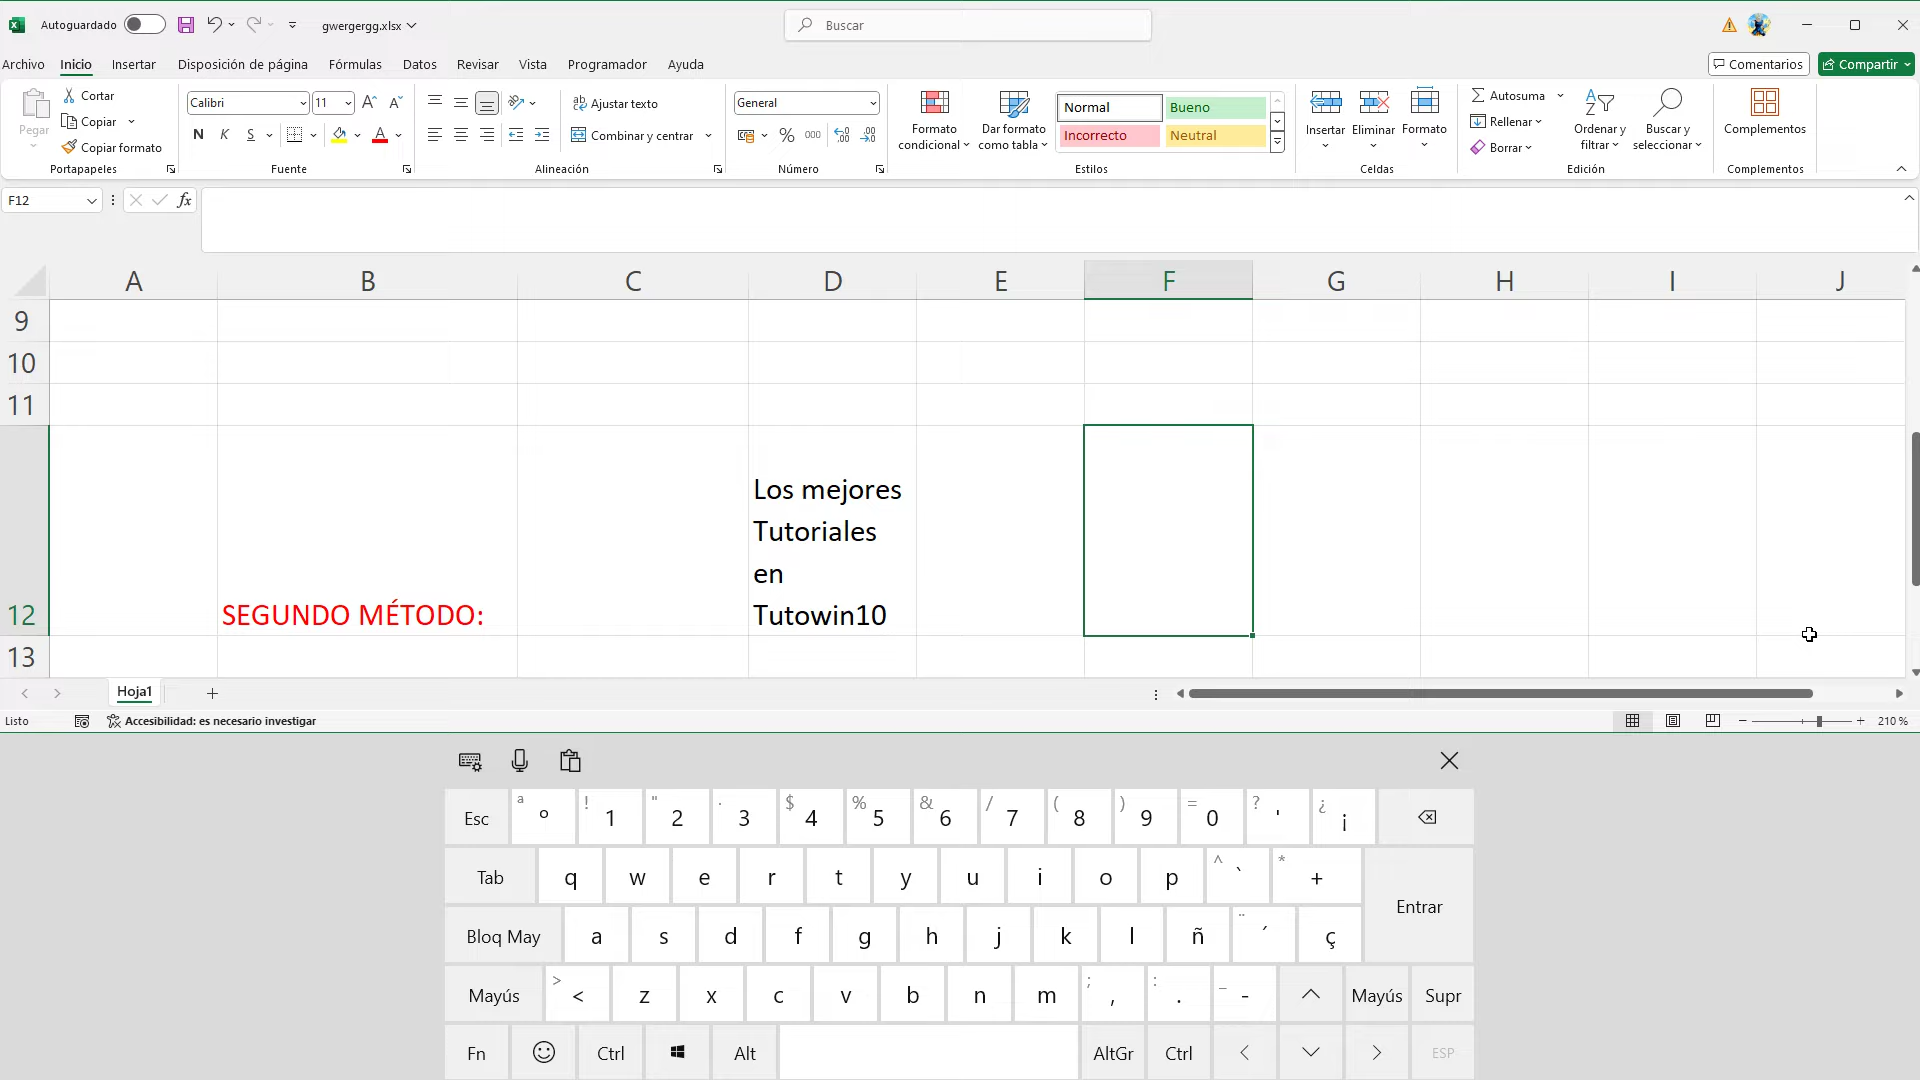 Autoguardado gwergergg.xlsx Buscar
Archivo Inicio Insertar Disposición de página Fórmulas Datos Revisar Vista Programador Ayuda Comentarios Compartir
Pegar Cortar
Copiar
Copiar formato
Portapapeles
Calibri 11
N K S A
Fuente
Ajustar texto
Combinar y centrar
Alineación
General
% 000
Número
Formato condicional
Dar formato como tabla
Normal Bueno
Incorrecto Neutral
Estilos
Insertar Eliminar Formato
Celdas
Autosuma
Rellenar
Borrar
Ordenar y filtrar
Buscar y seleccionar
Edición
Complementos
Complementos
F12 fx
A B C D E F G H I J
9
10
11
12 SEGUNDO MÉTODO:
Los mejores
Tutoriales
en
Tutowin10
13
Hoja1
Listo Accesibilidad: es necesario investigar 210 %
Esc ª º ! 1 " 2 · 3 $ 4 % 5 & 6 / 7 ( 8 ) 9 = 0 ? ' ¿ ¡
Tab q w e r t y u i o p ^ ` * + Entrar
Bloq May a s d f g h j k l ñ ¨ ´ ç
Mayús > < z x c v b n m ; , : . _ - Mayús Supr
Fn Ctrl Alt AltGr Ctrl ESP